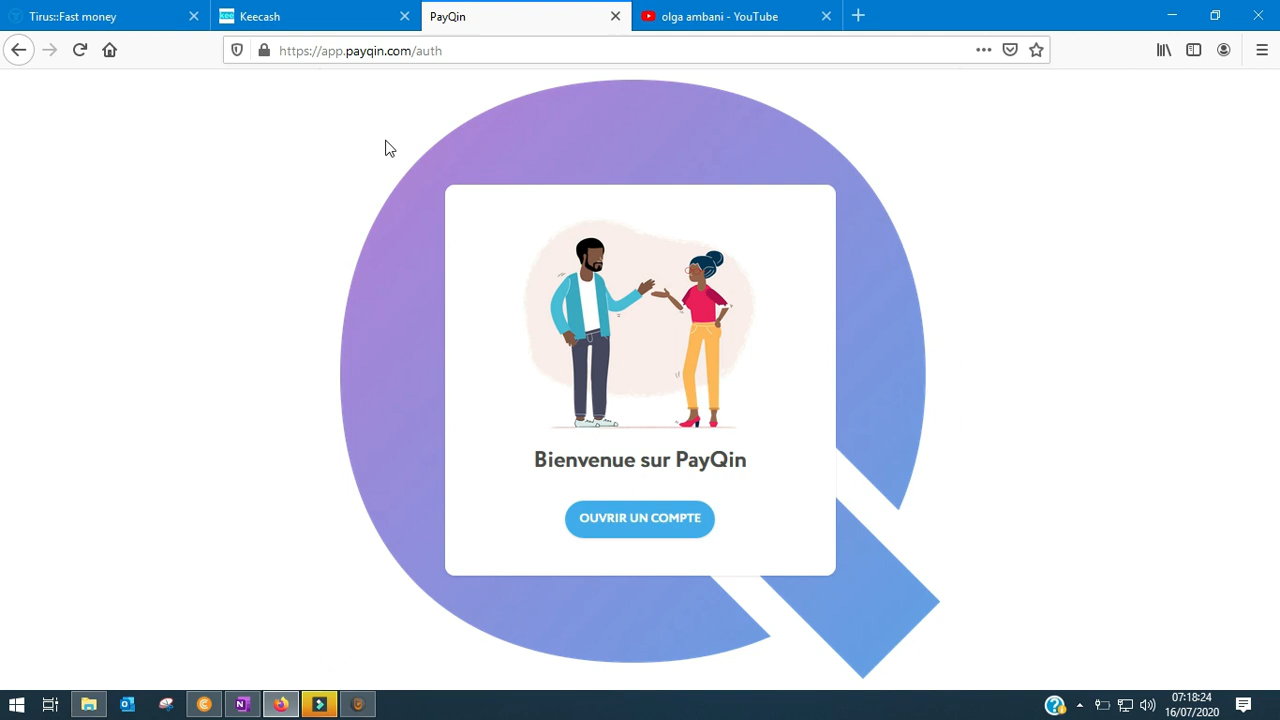 Tirus::Fast money
kee Keecash
PayQin
olga ambani - YouTube
https://app.payqin.com/auth
Bienvenue sur PayQin
OUVRIR UN COMPTE
07:18:24
16/07/2020